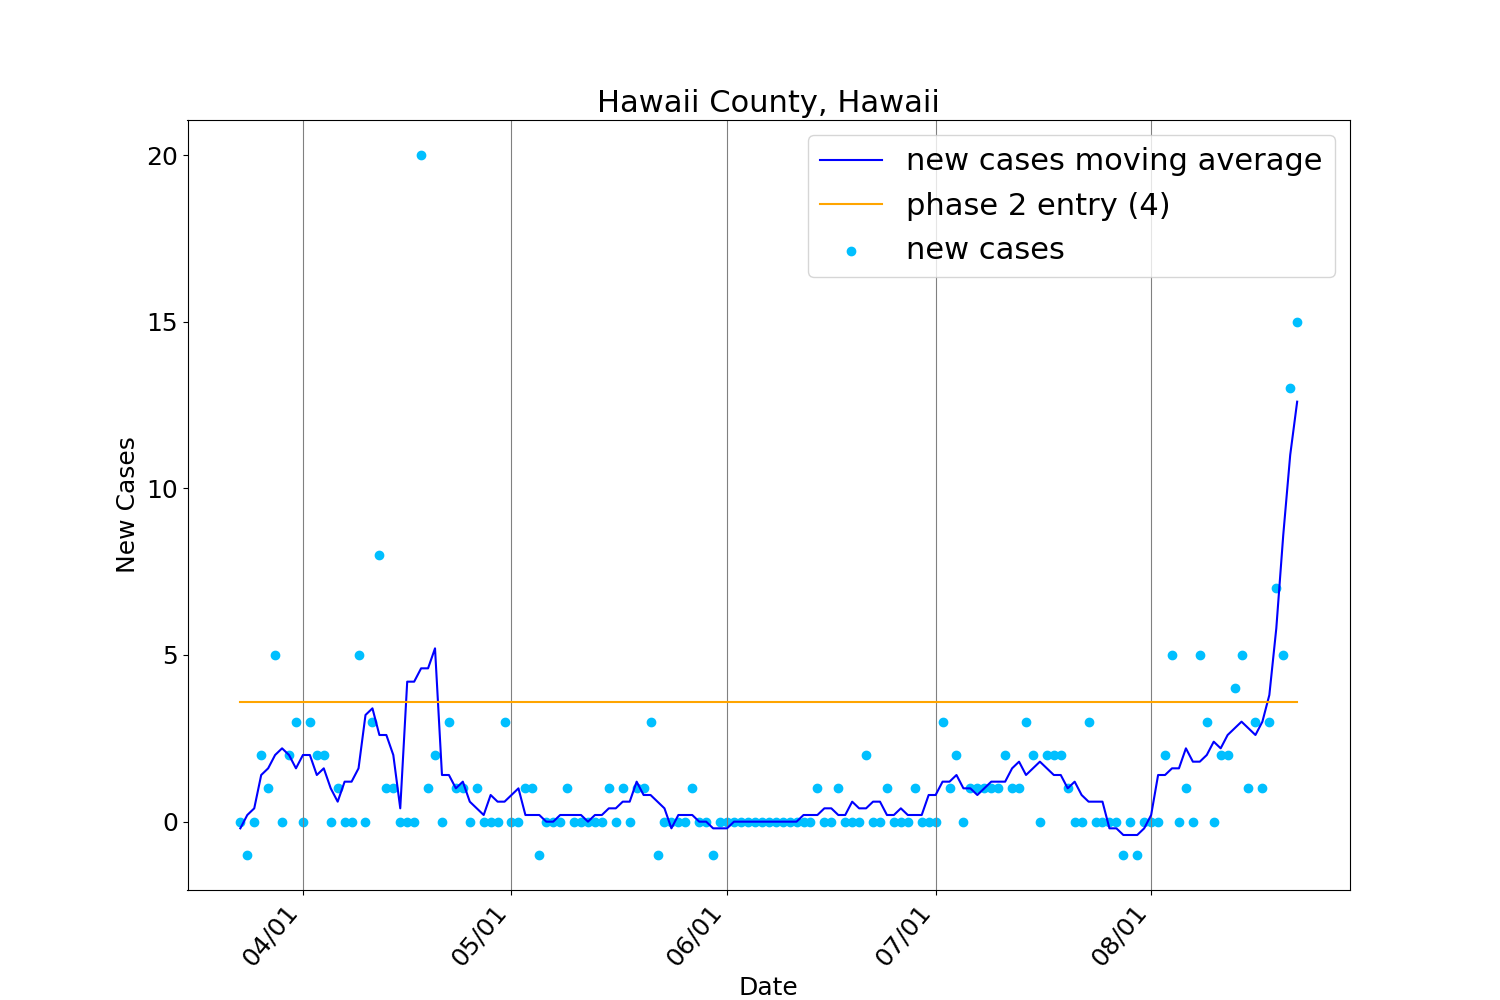 Hawaii County, Hawaii
new cases moving average
phase 2 entry (4)
new cases
20
15
10
5
0
New Cases
04/01
05/01
06/01
07/01
08/01
Date